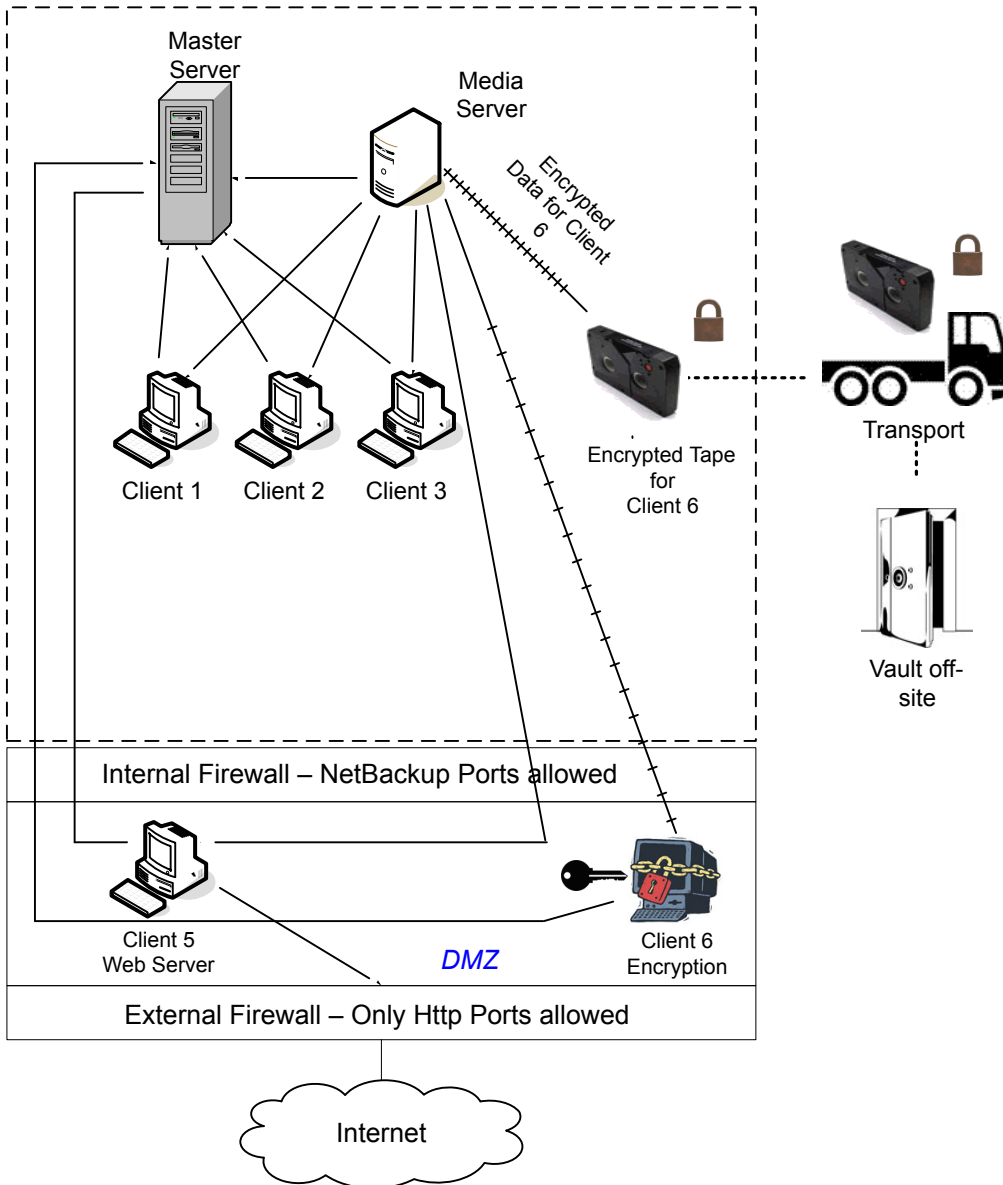 Master
Server
Media
Server
Encrypted
Data for Client
6
Encrypted Tape
for
Client 6
Transport
Client 1
Client 2
Client 3
Vault off-
site
Internal Firewall – NetBackup Ports allowed
Client 5
Web Server
DMZ
Client 6
Encryption
External Firewall – Only Http Ports allowed
Internet